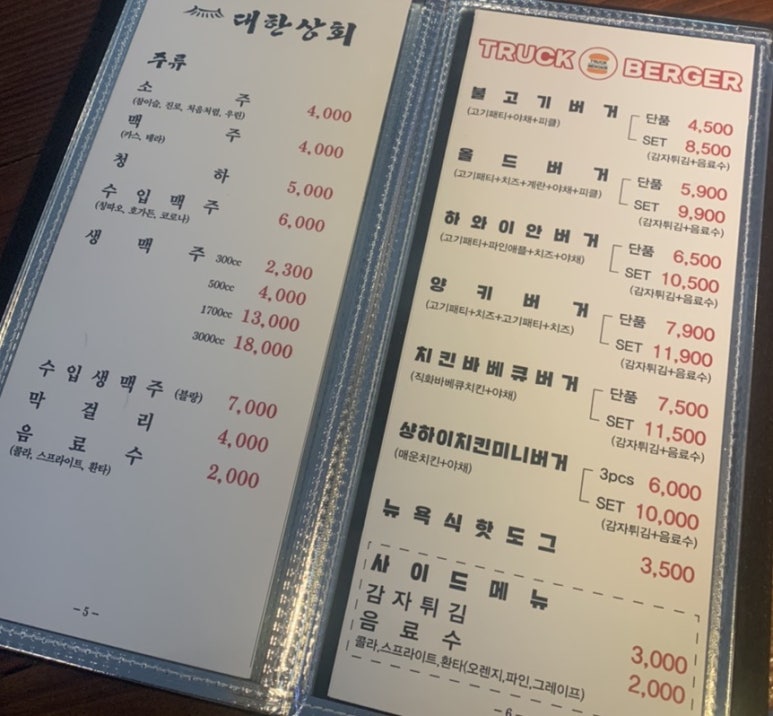 대한상회
주류
소주 4,000
(참이슬, 진로, 처음처럼, 우린)
맥주 4,000
(카스, 테라)
청하 5,000
수입맥주 6,000
(칭따오, 호가든, 코로나)
생맥주 300cc 2,300
500cc 4,000
1700cc 13,000
3000cc 18,000
수입생맥주 (블랑) 7,000
막걸리 4,000
음료수 2,000
(콜라, 스프라이트, 환타)
-5-
TRUCK BERGER
불고기버거 단품 4,500
(고기패티+야채+피클) SET 8,500
(감자튀김+음료수)
올드버거 단품 5,900
(고기패티+치즈+계란+야채+피클) SET 9,900
(감자튀김+음료수)
하와이안버거 단품 6,500
(고기패티+파인애플+치즈+야채) SET 10,500
(감자튀김+음료수)
양키버거 단품 7,900
(고기패티+치즈+고기패티+치즈) SET 11,900
(감자튀김+음료수)
치킨바베큐버거 단품 7,500
(직화바베큐치킨+야채) SET 11,500
(감자튀김+음료수)
상하이치킨미니버거 3pcs 6,000
(매운치킨+야채) SET 10,000
(감자튀김+음료수)
뉴욕식핫도그 3,500
사이드메뉴
감자튀김 3,000
음료수 2,000
콜라,스프라이트,환타(오렌지,파인,그레이프)